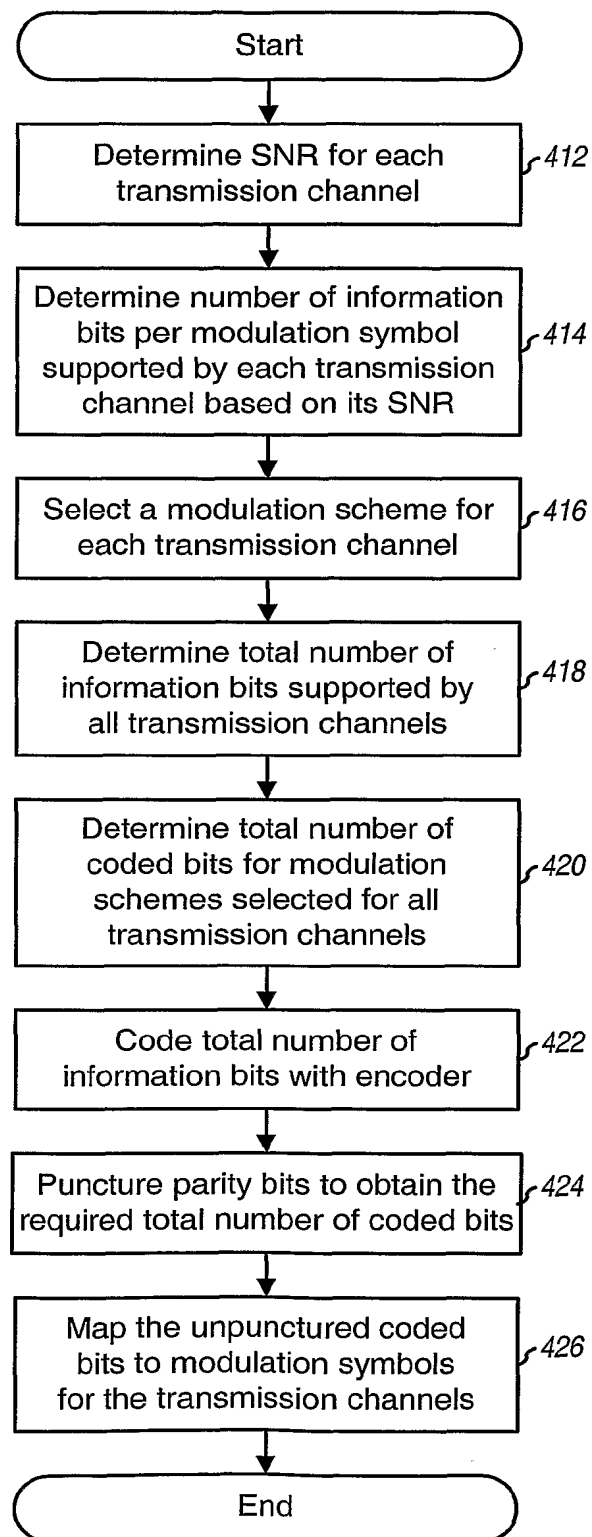 Start
Determine SNR for each
transmission channel
412
Determine number of information
bits per modulation symbol
supported by each transmission
channel based on its SNR
414
Select a modulation scheme for
each transmission channel
416
Determine total number of
information bits supported by
all transmission channels
418
Determine total number of
coded bits for modulation
schemes selected for all
transmission channels
420
Code total number of
information bits with encoder
422
Puncture parity bits to obtain the
required total number of coded bits
424
Map the unpunctured coded
bits to modulation symbols
for the transmission channels
426
End